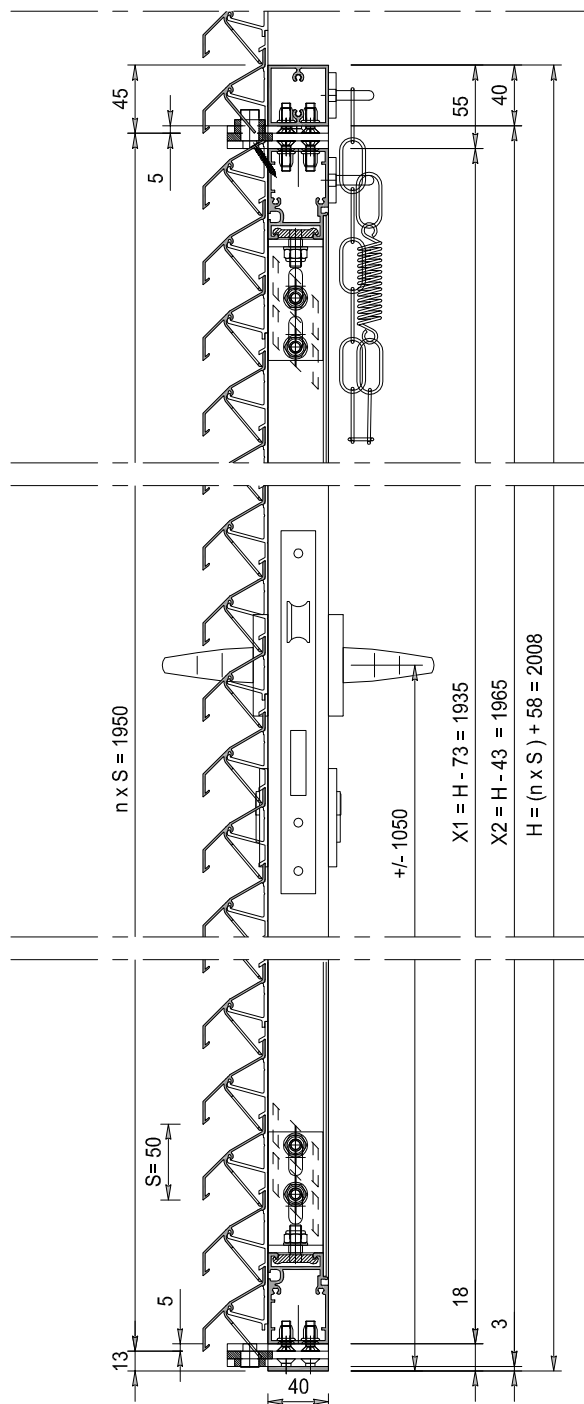 45
5
55
40
n x S = 1950
+/- 1050
X1 = H - 73 = 1935
X2 = H - 43 = 1965
H = (n x S ) + 58 = 2008
S= 50
5
13
40
18
3